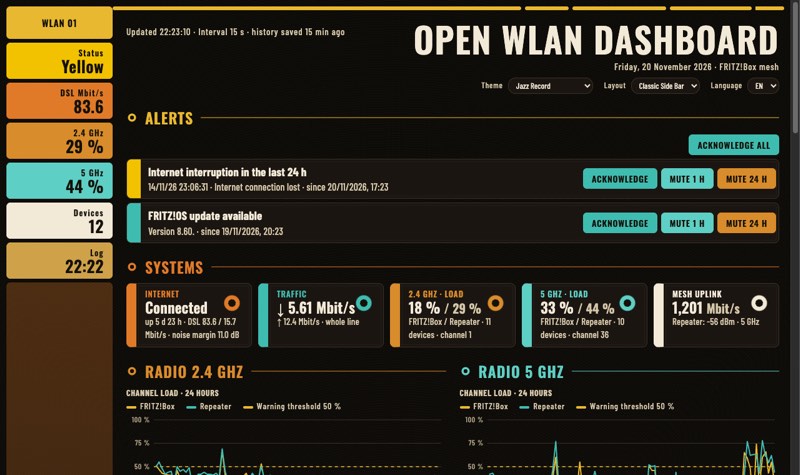 WLAN 01
Status
Yellow
DSL Mbit/s
83.6
2.4 GHz
29 %
5 GHz
44 %
Devices
12
Log
22:22
Updated 22:23:10 · Interval 15 s · history saved 15 min ago
OPEN WLAN DASHBOARD
Friday, 20 November 2026 · FRITZ!Box mesh
Theme Jazz Record Layout Classic Side Bar Language EN
ALERTS
ACKNOWLEDGE ALL
Internet interruption in the last 24 h
14/11/26 23:06:31 · Internet connection lost · since 20/11/2026, 17:23
ACKNOWLEDGE MUTE 1 H MUTE 24 H
FRITZ!OS update available
Version 8.60. · since 19/11/2026, 20:23
ACKNOWLEDGE MUTE 1 H MUTE 24 H
SYSTEMS
INTERNET
Connected
up 5 d 23 h · DSL 83.6 / 15.7
Mbit/s · noise margin 11.0 dB
TRAFFIC
↓ 5.61 Mbit/s
↑ 12.4 Mbit/s · whole line
2.4 GHZ · LOAD
18 % / 29 %
FRITZ!Box / Repeater · 11
devices · channel 1
5 GHZ · LOAD
33 % / 44 %
FRITZ!Box / Repeater · 10
devices · channel 36
MESH UPLINK
1,201 Mbit/s
Repeater: −56 dBm · 5 GHz
RADIO 2.4 GHZ
CHANNEL LOAD · 24 HOURS
FRITZ!Box Repeater Warning threshold 50 %
100 %
75 %
50 %
RADIO 5 GHZ
CHANNEL LOAD · 24 HOURS
FRITZ!Box Repeater Warning threshold 50 %
100 %
75 %
50 %